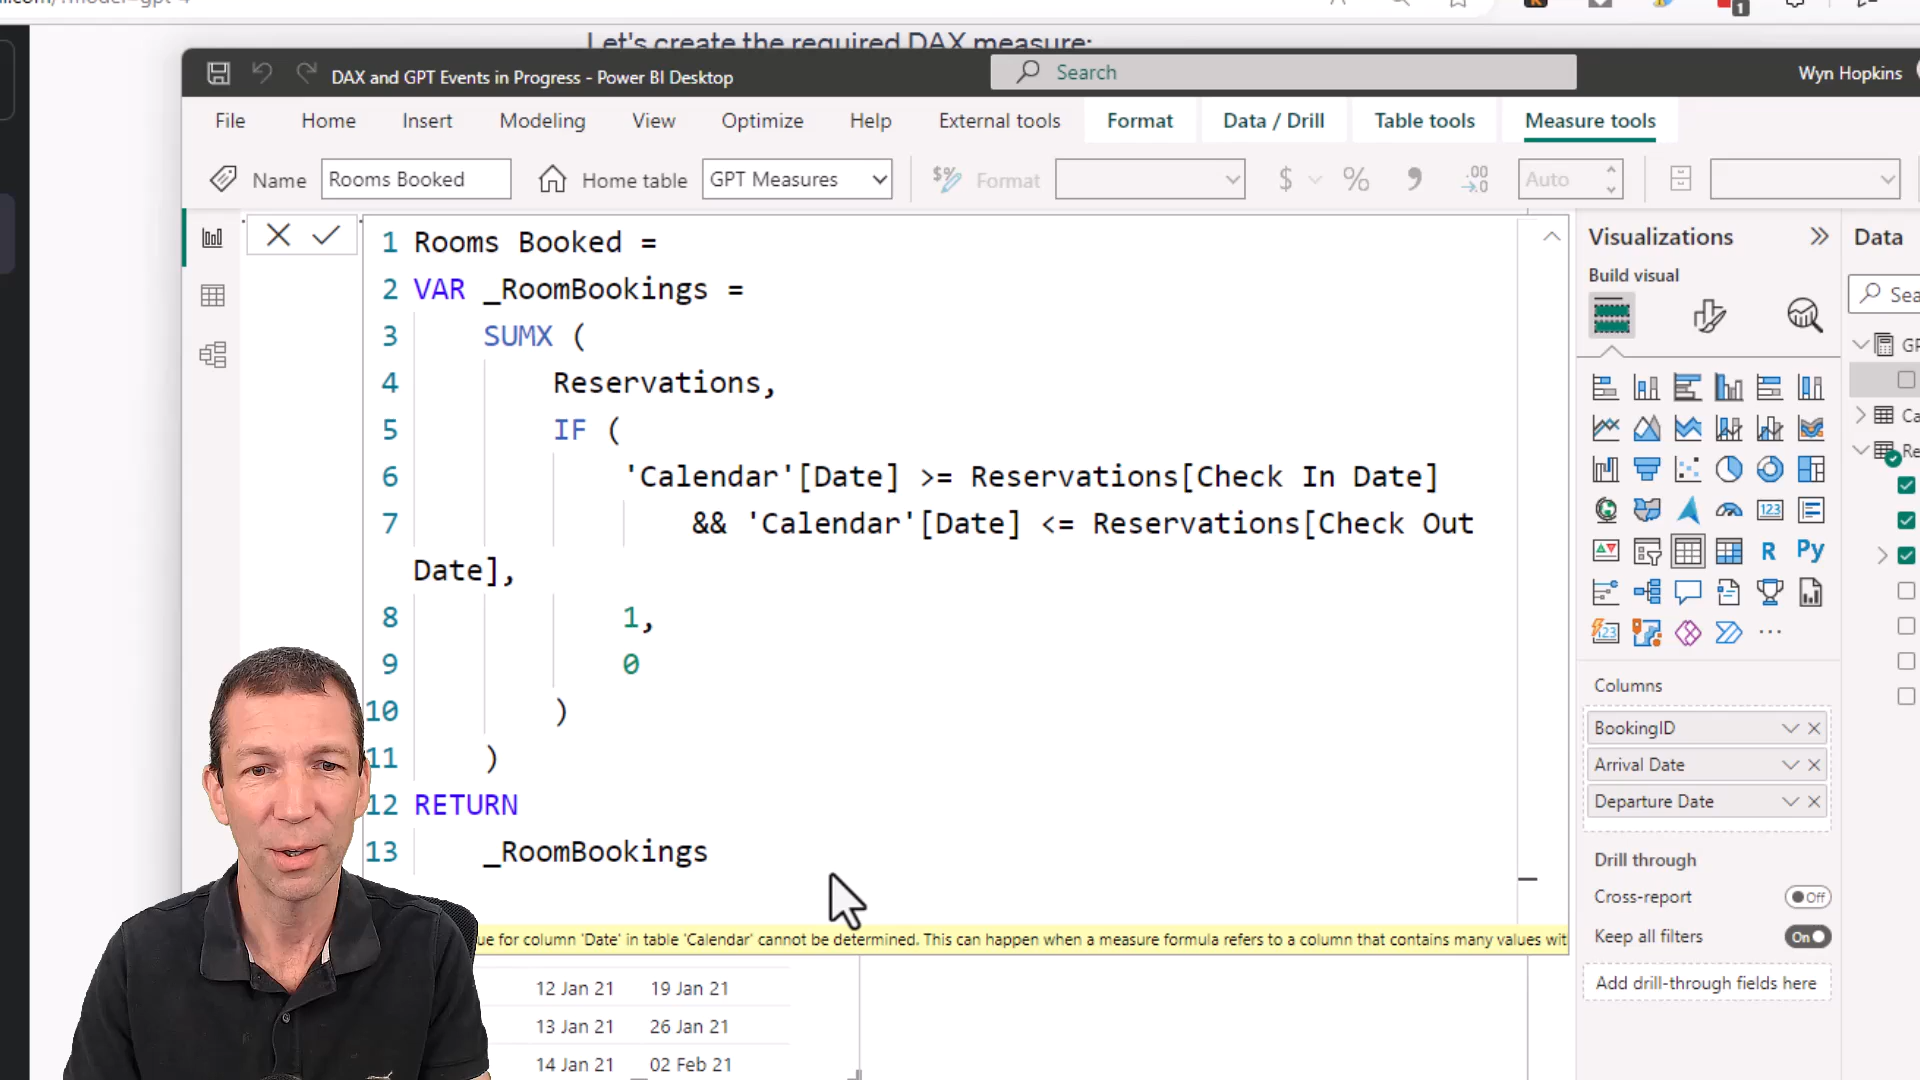 Let's create the required DAX measure:
DAX and GPT Events in Progress - Power BI Desktop
Search
Wyn Hopkins
File
Home
Insert
Modeling
View
Optimize
Help
External tools
Format
Data / Drill
Table tools
Measure tools
Name
Rooms Booked
Home table
GPT Measures
Format
$
%
.00
Auto
1 Rooms Booked =
2 VAR _RoomBookings =
3 SUMX (
4 Reservations,
5 IF (
6 'Calendar'[Date] >= Reservations[Check In Date]
7 && 'Calendar'[Date] <= Reservations[Check Out
Date],
8 1,
9 0
10 )
11 )
12 RETURN
13 _RoomBookings
for column 'Date' in table 'Calendar' cannot be determined. This can happen when a measure formula refers to a column that contains many values
12 Jan 21 19 Jan 21
13 Jan 21 26 Jan 21
14 Jan 21 02 Feb 21
Visualizations
Build visual
123
R
Py
123
Columns
BookingID
Arrival Date
Departure Date
Drill through
Cross-report
Off
Keep all filters
On
Add drill-through fields here
Data
1